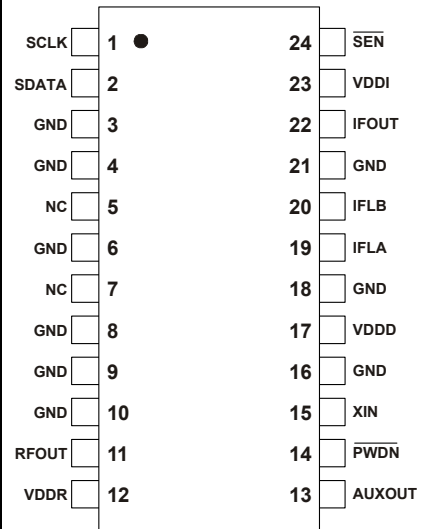 SCLK 1 24 S̅E̅N̅
SDATA 2 23 VDDI
GND 3 22 IFOUT
GND 4 21 GND
NC 5 20 IFLB
GND 6 19 IFLA
NC 7 18 GND
GND 8 17 VDDD
GND 9 16 GND
GND 10 15 XIN
RFOUT 11 14 P̅W̅D̅N̅
VDDR 12 13 AUXOUT